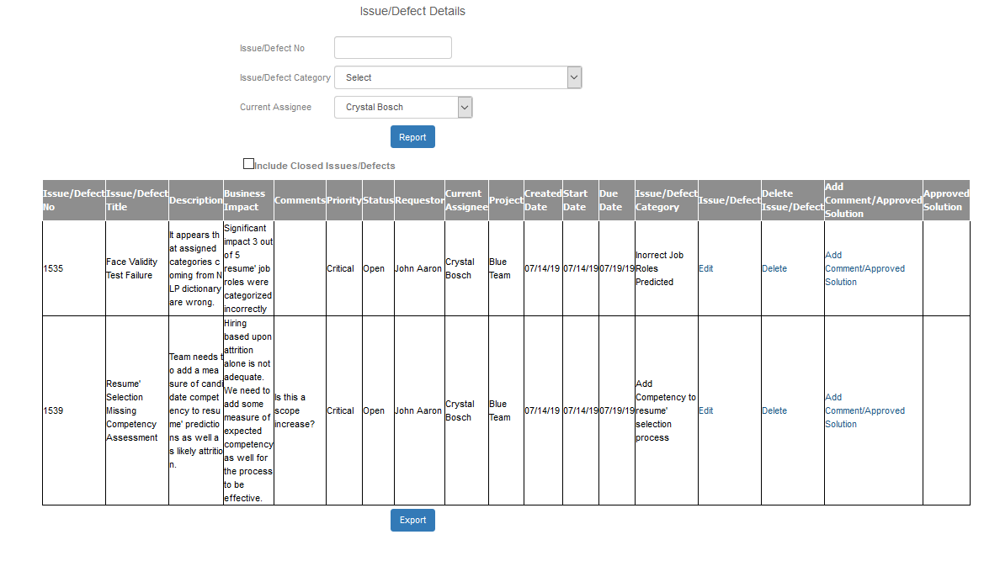 Issue/Defect Details
Issue/Defect No
Issue/Defect Category Select
Current Assignee Crystal Bosch
Report
Include Closed Issues/Defects
Issue/Defect
No
Issue/Defect
Title
Description
Business
Impact
Comments
Priority
Status
Requestor
Current
Assignee
Project
Created
Date
Start
Date
Due
Date
Issue/Defect
Category
Issue/Defect
Delete
Issue/Defect
Add
Comment/Approved
Solution
Approved
Solution
1535
Face Validity
Test Failure
It appears th
at assigned
categories c
oming from N
LP dictionary
are wrong.
Significant
impact 3 out
of 5
resume' job
roles were
categorized
incorrectly
Critical
Open
John Aaron
Crystal
Bosch
Blue
Team
07/14/19
07/14/19
07/19/19
Inorrect Job
Roles
Predicted
Edit
Delete
Add
Comment/Approved
Solution
1539
Resume'
Selection
Missing
Competency
Assessment
Team needs t
o add a mea
sure of candi
date compet
ency to resu
me' predictio
ns as well a
s likely attritio
n.
Hiring
based upon
attrition
alone is not
adequate.
We need to
add some
measure of
expected
competency
as well for
the process
to be
effective.
Is this a
scope
increase?
Critical
Open
John Aaron
Crystal
Bosch
Blue
Team
07/14/19
07/14/19
07/19/19
Add
Competency to
resume'
selection
process
Edit
Delete
Add
Comment/Approved
Solution
Export